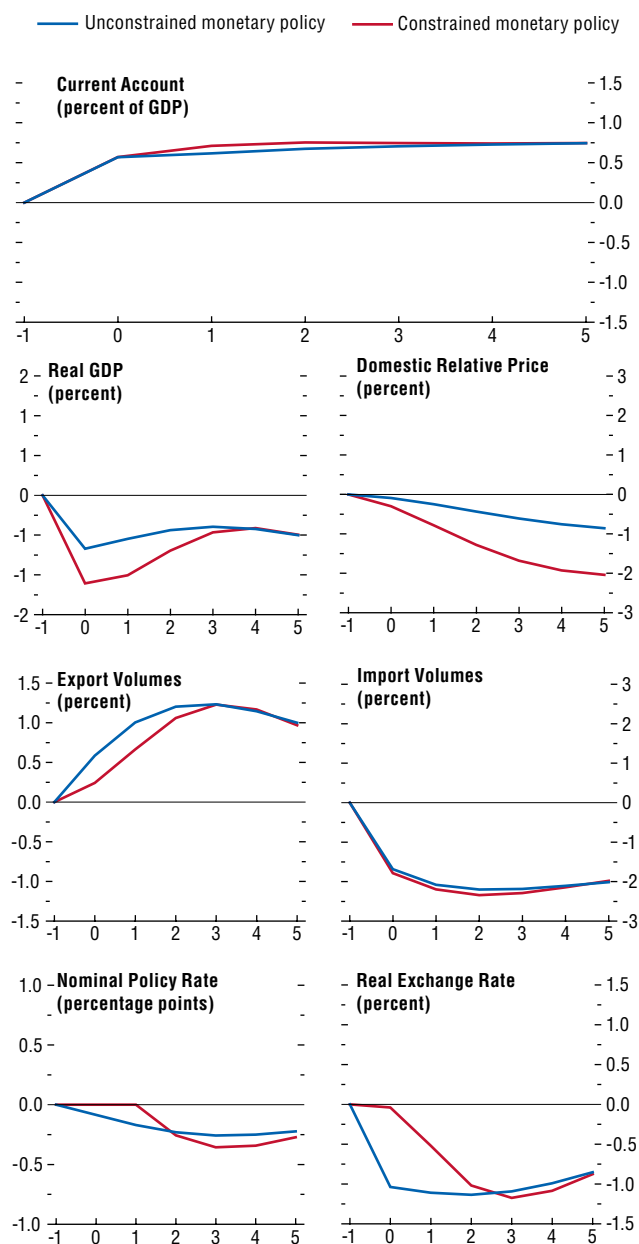 Unconstrained monetary policy
Constrained monetary policy
Current Account
(percent of GDP)
1.5
1.0
0.5
0.0
-0.5
-1.0
-1.5
-1 0 1 2 3 4 5
Real GDP
(percent)
2
1
1
0
-1
-1
-2
-1 0 1 2 3 4 5
Domestic Relative Price
(percent)
3
2
1
0
-1
-2
-3
-1 0 1 2 3 4 5
Export Volumes
(percent)
1.5
1.0
0.5
0.0
-0.5
-1.0
-1.5
-1 0 1 2 3 4 5
Import Volumes
(percent)
3
2
1
0
-1
-2
-3
-1 0 1 2 3 4 5
Nominal Policy Rate
(percentage points)
1.0
0.5
0.0
-0.5
-1.0
-1 0 1 2 3 4 5
Real Exchange Rate
(percent)
1.5
1.0
0.5
0.0
-0.5
-1.0
-1.5
-1 0 1 2 3 4 5